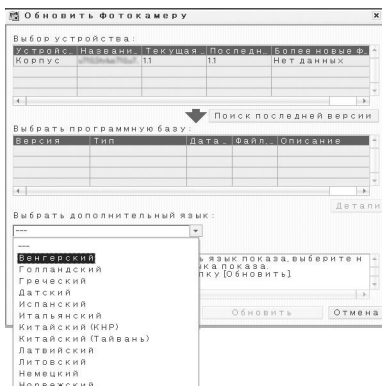 Обновить фотокамеру
Выбор устройства:
Устройс... Названи... Текущая... Последн... Более новые ф...
Корпус 1.1 1.1 Нет данных
Поиск последней версии
Выбрать программную базу:
Версия Тип Дата... Файл... Описание
Детали
Выбрать дополнительный язык:
---
---
Венгерский
Голландский
Греческий
Датский
Испанский
Итальянский
Китайский (КНР)
Китайский (Тайвань)
Латвийский
Литовский
Немецкий
Норвежский
язык показа, выберите н
ка показа.
пку [Обновить].
Обновить
Отмена